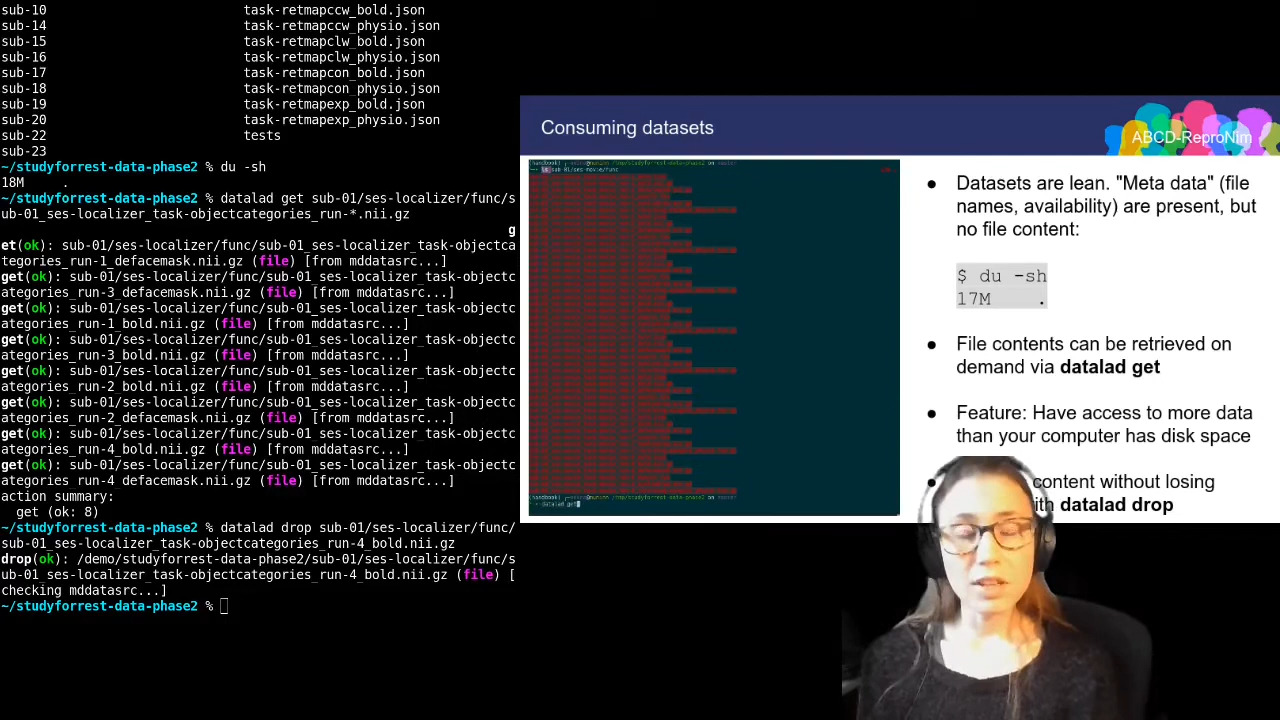 sub-10 task-retmapccw_bold.json
sub-14 task-retmapccw_physio.json
sub-15 task-retmapclw_bold.json
sub-16 task-retmapclw_physio.json
sub-17 task-retmapcon_bold.json
sub-18 task-retmapcon_physio.json
sub-19 task-retmapexp_bold.json
sub-20 task-retmapexp_physio.json
sub-22 tests
sub-23
~/studyforrest-data-phase2 % du -sh
18M .
~/studyforrest-data-phase2 % datalad get sub-01/ses-localizer/func/s
ub-01_ses-localizer_task-objectcategories_run-*.nii.gz
g
et(ok): sub-01/ses-localizer/func/sub-01_ses-localizer_task-objectca
tegories_run-1_defacemask.nii.gz (file) [from mddatasrc...]
get(ok): sub-01/ses-localizer/func/sub-01_ses-localizer_task-objectc
ategories_run-3_defacemask.nii.gz (file) [from mddatasrc...]
get(ok): sub-01/ses-localizer/func/sub-01_ses-localizer_task-objectc
ategories_run-1_bold.nii.gz (file) [from mddatasrc...]
get(ok): sub-01/ses-localizer/func/sub-01_ses-localizer_task-objectc
ategories_run-3_bold.nii.gz (file) [from mddatasrc...]
get(ok): sub-01/ses-localizer/func/sub-01_ses-localizer_task-objectc
ategories_run-2_bold.nii.gz (file) [from mddatasrc...]
get(ok): sub-01/ses-localizer/func/sub-01_ses-localizer_task-objectc
ategories_run-2_defacemask.nii.gz (file) [from mddatasrc...]
get(ok): sub-01/ses-localizer/func/sub-01_ses-localizer_task-objectc
ategories_run-4_bold.nii.gz (file) [from mddatasrc...]
get(ok): sub-01/ses-localizer/func/sub-01_ses-localizer_task-objectc
ategories_run-4_defacemask.nii.gz (file) [from mddatasrc...]
action summary:
get (ok: 8)
~/studyforrest-data-phase2 % datalad drop sub-01/ses-localizer/func/
sub-01_ses-localizer_task-objectcategories_run-4_bold.nii.gz
drop(ok): /demo/studyforrest-data-phase2/sub-01/ses-localizer/func/s
ub-01_ses-localizer_task-objectcategories_run-4_bold.nii.gz (file) [
checking mddatasrc...]
~/studyforrest-data-phase2 %
Consuming datasets
ABCD-ReproNim
● Datasets are lean. "Meta data" (file
names, availability) are present, but
no file content:
$ du -sh
17M .
● File contents can be retrieved on
demand via datalad get
● Feature: Have access to more data
than your computer has disk space
● content without losing
datalad drop